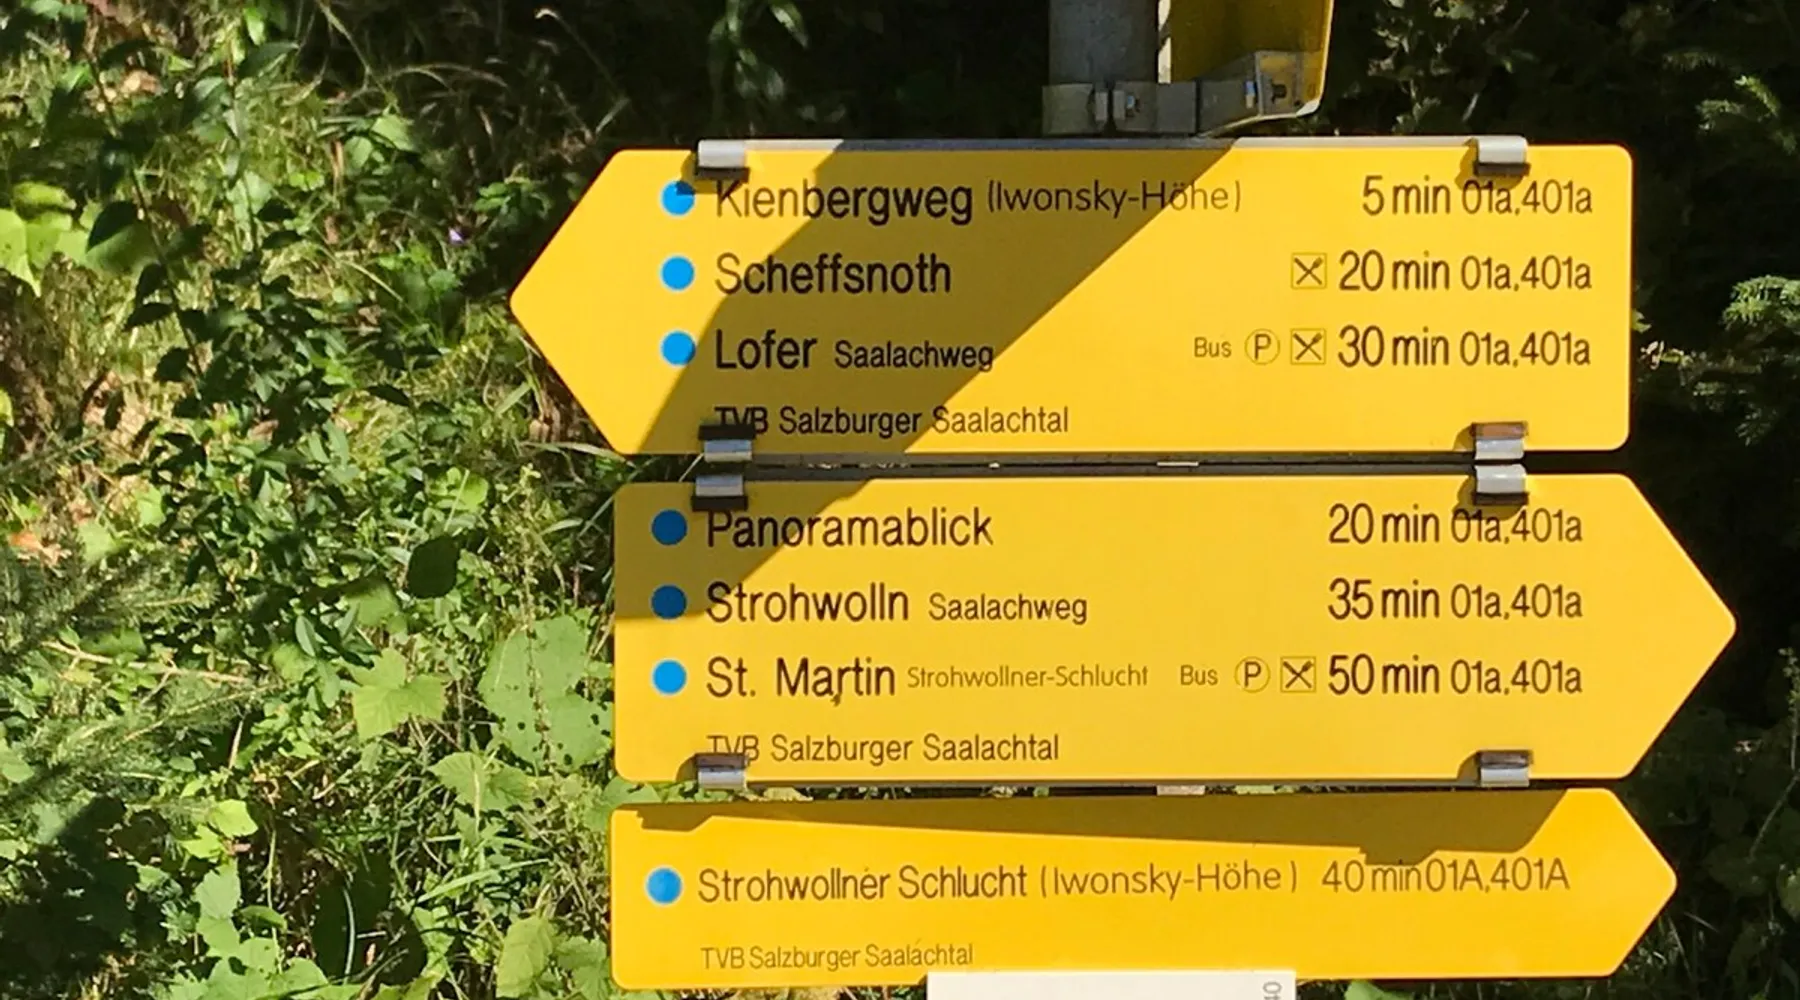 Kienbergweg (Iwonsky-Höhe) 5 min 01a,401a
Scheffsnoth 20 min 01a,401a
Lofer Saalachweg Bus P 30 min 01a,401a
TVB Salzburger Saalachtal
Panoramablick 20 min 01a,401a
Strohwolln Saalachweg 35 min 01a,401a
St. Martin Strohwollner-Schlucht Bus P 50 min 01a,401a
TVB Salzburger Saalachtal
Strohwollner Schlucht (Iwonsky-Höhe) 40 min 01A,401A
TVB Salzburger Saalachtal